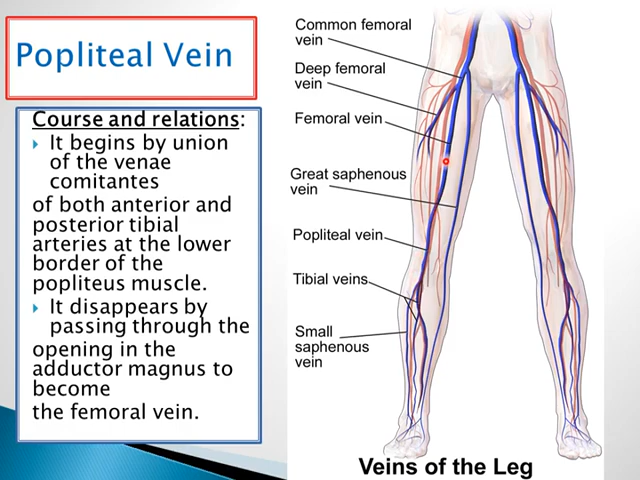 Popliteal Vein
Course and relations:
It begins by union
of the venae
comitantes
of both anterior and
posterior tibial
arteries at the lower
border of the
popliteus muscle.
It disappears by
passing through the
opening in the
adductor magnus to
become
the femoral vein.
Common femoral
vein
Deep femoral
vein
Femoral vein
Great saphenous
vein
Popliteal vein
Tibial veins
Small
saphenous
vein
Veins of the Leg